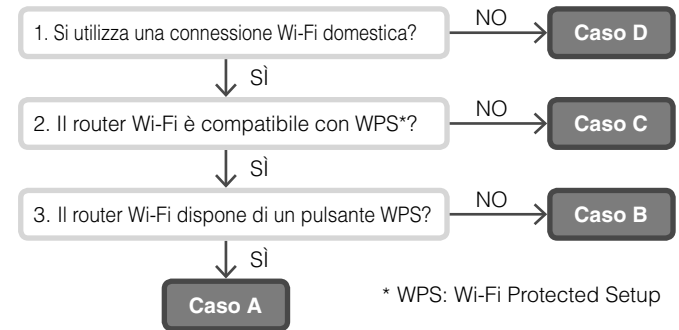 1. Si utilizza una connessione Wi-Fi domestica?
NO
Caso D
SÌ
2. Il router Wi-Fi è compatibile con WPS*?
NO
Caso C
SÌ
3. Il router Wi-Fi dispone di un pulsante WPS?
NO
Caso B
SÌ
Caso A
* WPS: Wi-Fi Protected Setup